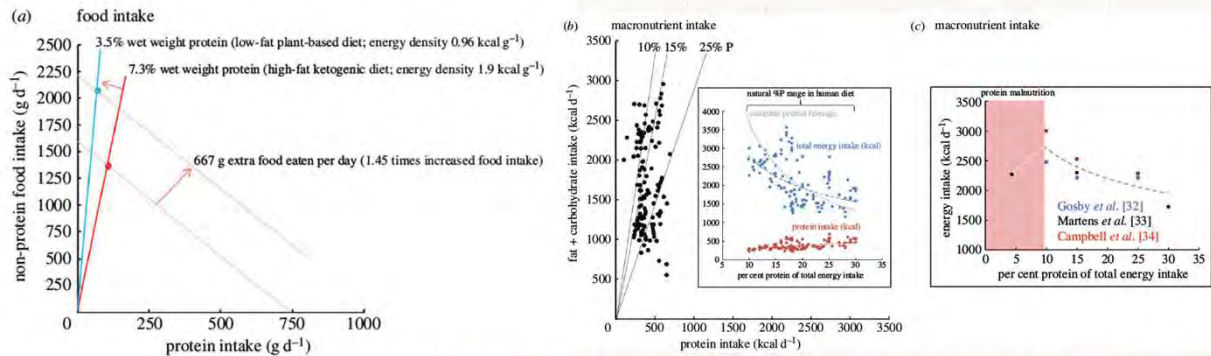 (a) food intake
2500
2250
2000
1750
1500
1250
1000
750
500
250
0
250
500
1000
non-protein food intake (g d⁻¹)
protein intake (g d⁻¹)
3.5% wet weight protein (low-fat plant-based diet; energy density 0.96 kcal g⁻¹)
7.3% wet weight protein (high-fat ketogenic diet; energy density 1.9 kcal g⁻¹)
667 g extra food eaten per day (1.45 times increased food intake)
(b) macronutrient intake
3500
3000
2500
2000
1500
1000
500
0
500 1000 1500 2000 2500 3000 3500
fat + carbohydrate intake (kcal d⁻¹)
protein intake (kcal d⁻¹)
10% 15% 25% P
natural %P range in human diet
complete protein leverage
total energy intake (kcal)
protein intake (kcal)
4000
3500
3000
2500
2000
1500
1000
500
0
0 5 10 15 20 25 30 35
per cent protein of total energy intake
(c) macronutrient intake
protein malnutrition
3500
3000
2500
2000
1500
1000
0 5 10 15 20 25 30 35
energy intake (kcal d⁻¹)
per cent protein of total energy intake
Gosby et al. [32]
Martens et al. [33]
Campbell et al. [34]